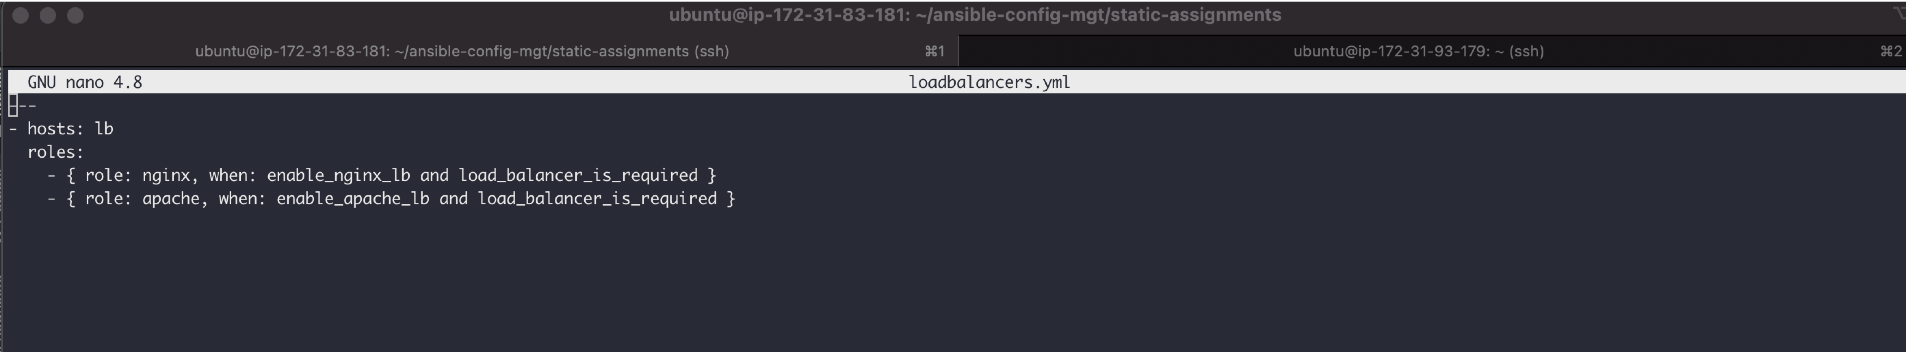 ubuntu@ip-172-31-83-181: ~/ansible-config-mgt/static-assignments
ubuntu@ip-172-31-83-181: ~/ansible-config-mgt/static-assignments (ssh) ⌘1 ubuntu@ip-172-31-93-179: ~ (ssh) ⌘2
GNU nano 4.8 loadbalancers.yml
---
- hosts: lb
  roles:
    - { role: nginx, when: enable_nginx_lb and load_balancer_is_required }
    - { role: apache, when: enable_apache_lb and load_balancer_is_required }